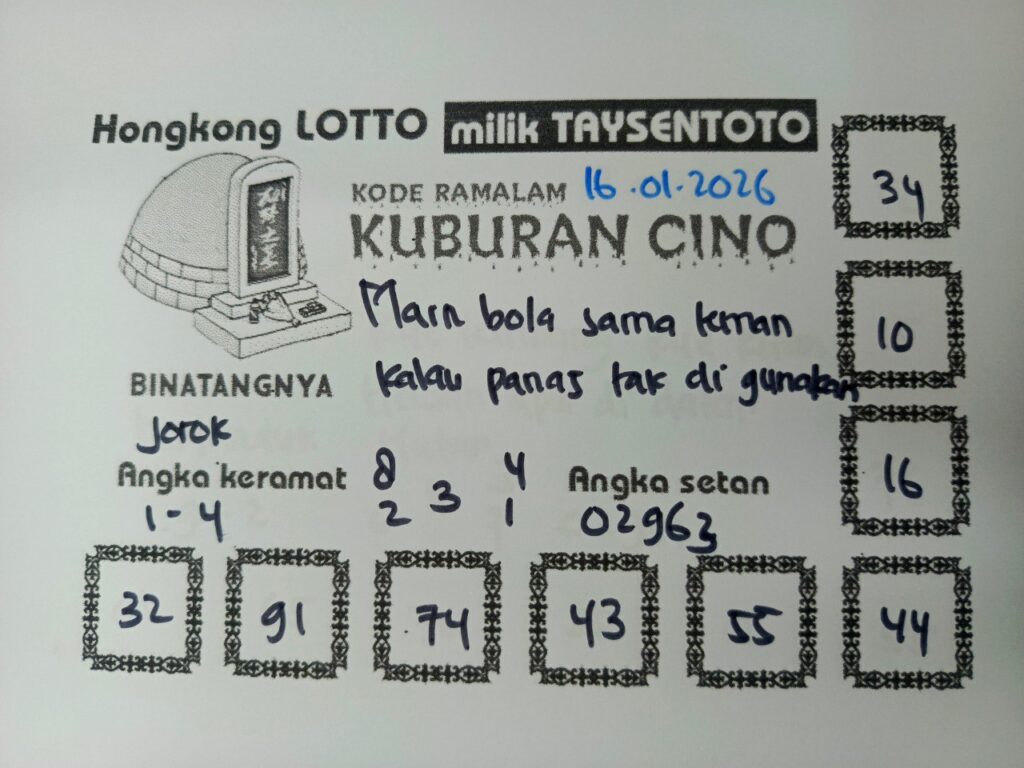 Hongkong LOTTO milik TAYSENTOTO
34
KODE RAMALAM 16.01.2026
KUBURAN CINO
Main bola sama teman
10
kalau panas tak di gunakan
BINATANGNYA
Jorok
16
Angka keramat
1-4
8 4
3
2 1
Angka setan
02963
32 91 74 43 55 44